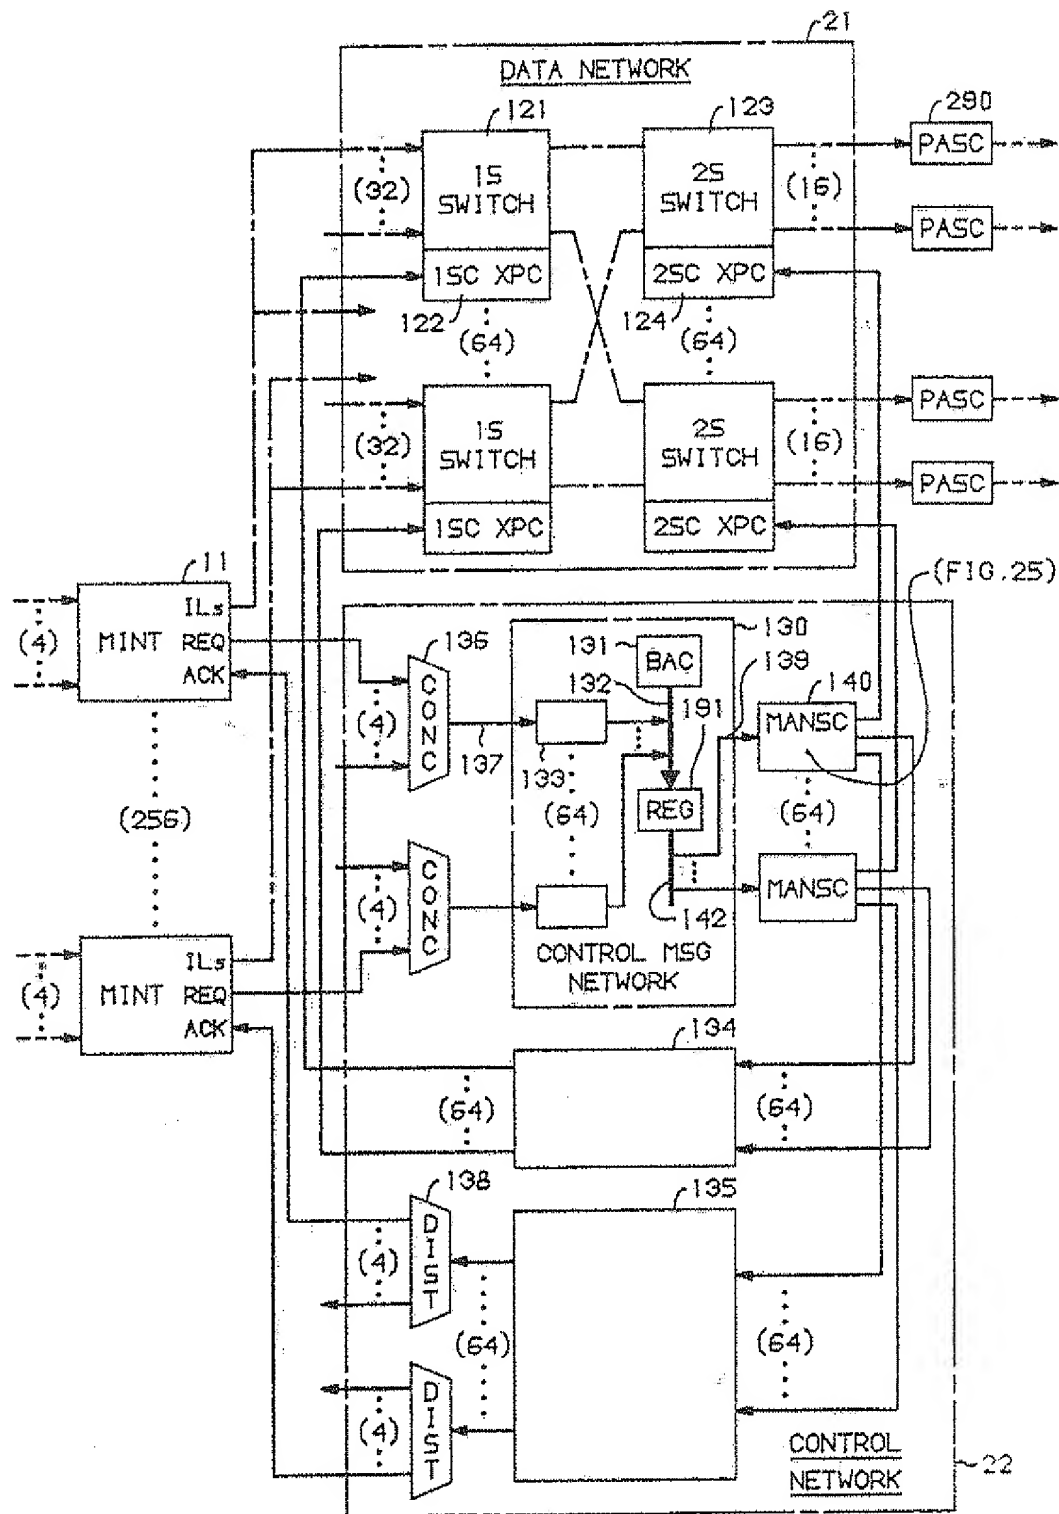 21
DATA NETWORK
121
123
290
PASC
1S
SWITCH
2S
SWITCH
(32)
(16)
PASC
1SC XPC
2SC XPC
122
124
(64)
(64)
PASC
1S
SWITCH
2S
SWITCH
(32)
(16)
PASC
1SC XPC
2SC XPC
11
(FIG.25)
ILs
MINT
REQ
ACK
(4)
136
CONC
(4)
137
130
131
BAC
132
139
191
133
REG
(64)
140
MANSC
(64)
MANSC
(256)
CONC
(4)
142
CONTROL MSG
NETWORK
ILs
MINT
REQ
ACK
(4)
134
(64)
(64)
138
135
DIST
(4)
(64)
(64)
DIST
(4)
CONTROL
NETWORK
22